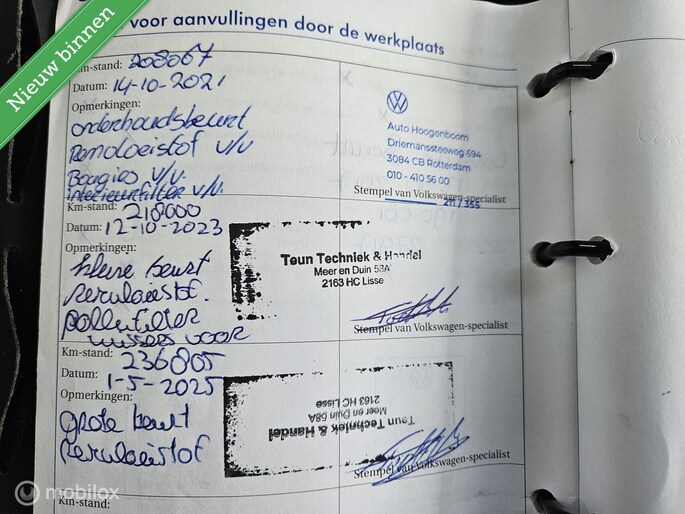 Nieuw binnen
voor aanvullingen door de werkplaats
Km-stand: 208067
Datum: 14-10-2021
Opmerkingen:
onderhoudsbeurt
Remvloeistof v/v
Bougies v/v.
Interieurfilter v/v.
Auto Hoogenboom
Driemanssteeweg 694
3084 CB Rotterdam
010 - 410 56 00
Stempel van Volkswagen-specialist
211 / 355
Km-stand: 218000
Datum: 12-10-2023
Opmerkingen:
kleine beurt
remvloeistof.
pollenfilter
wissers voor
Teun Techniek & Handel
Meer en Duin 58A
2163 HC Lisse
Stempel van Volkswagen-specialist
Km-stand: 236805
Datum: 1-5-2025
Opmerkingen:
grote beurt
remvloeistof
Teun Techniek & Handel
Meer en Duin 58A
2163 HC Lisse
Stempel van Volkswagen-specialist
Km-stand:
mobilox